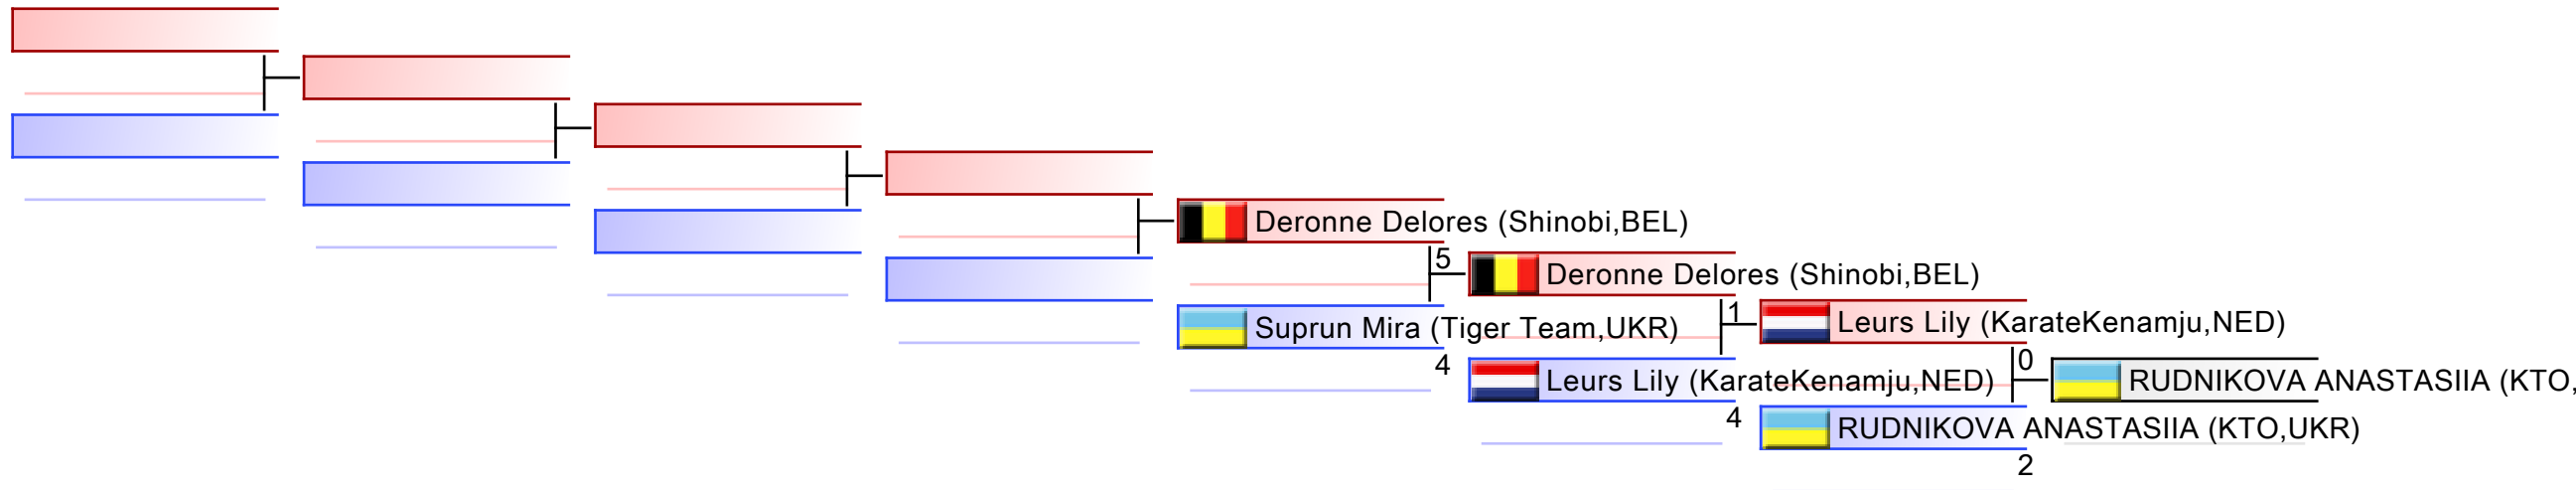 Deronne Delores (Shinobi,BEL)
5
Deronne Delores (Shinobi,BEL)
Suprun Mira (Tiger Team,UKR)
4
1
Leurs Lily (KarateKenamju,NED)
Leurs Lily (KarateKenamju,NED)
4
0
RUDNIKOVA ANASTASIIA (KTO,
RUDNIKOVA ANASTASIIA (KTO,UKR)
2